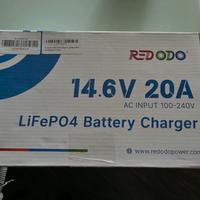 REDODO
14.6V 20A
AC INPUT 100-240V
LiFePO4 Battery Charger
www.redodopower.com